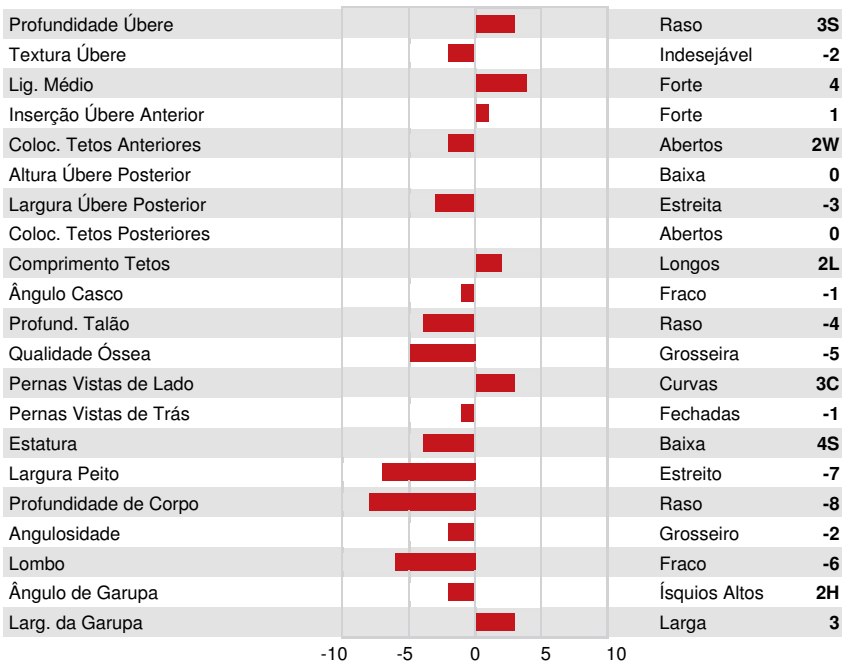 Profundidade Úbere Raso 3S
Textura Úbere Indesejável -2
Lig. Médio Forte 4
Inserção Úbere Anterior Forte 1
Coloc. Tetos Anteriores Abertos 2W
Altura Úbere Posterior Baixa 0
Largura Úbere Posterior Estreita -3
Coloc. Tetos Posteriores Abertos 0
Comprimento Tetos Longos 2L
Ângulo Casco Fraco -1
Profund. Talão Raso -4
Qualidade Óssea Grosseira -5
Pernas Vistas de Lado Curvas 3C
Pernas Vistas de Trás Fechadas -1
Estatura Baixa 4S
Largura Peito Estreito -7
Profundidade de Corpo Raso -8
Angulosidade Grosseiro -2
Lombo Fraco -6
Ângulo de Garupa Ísquios Altos 2H
Larg. da Garupa Larga 3
-10 -5 0 5 10